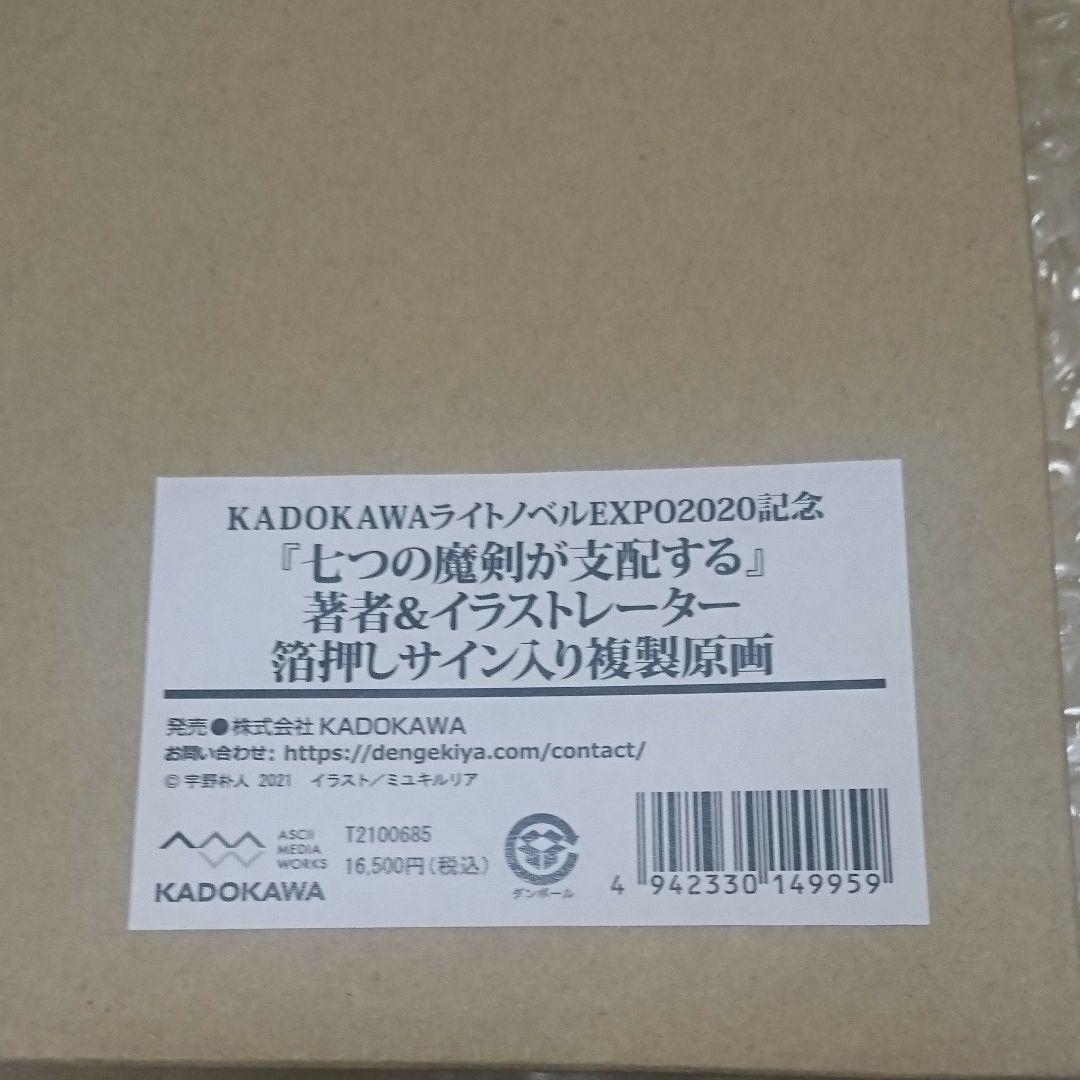 KADOKAWAライトノベルEXPO2020記念
『七つの魔剣が支配する』
著者&イラストレーター
箔押しサイン入り複製原画
発売●株式会社 KADOKAWA
お問い合わせ: https://dengekiya.com/contact/
© 宇野朴人 2021 イラスト／ミユキルリア
ASCII
MEDIA
WORKS
KADOKAWA
T2100685
16,500円(税込)
ダンボール
4 942330 149959